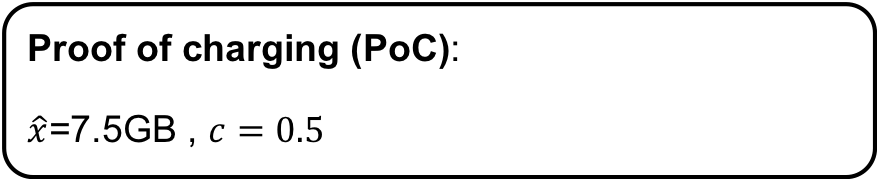 Proof of charging (PoC):
x̂=7.5GB , c = 0.5